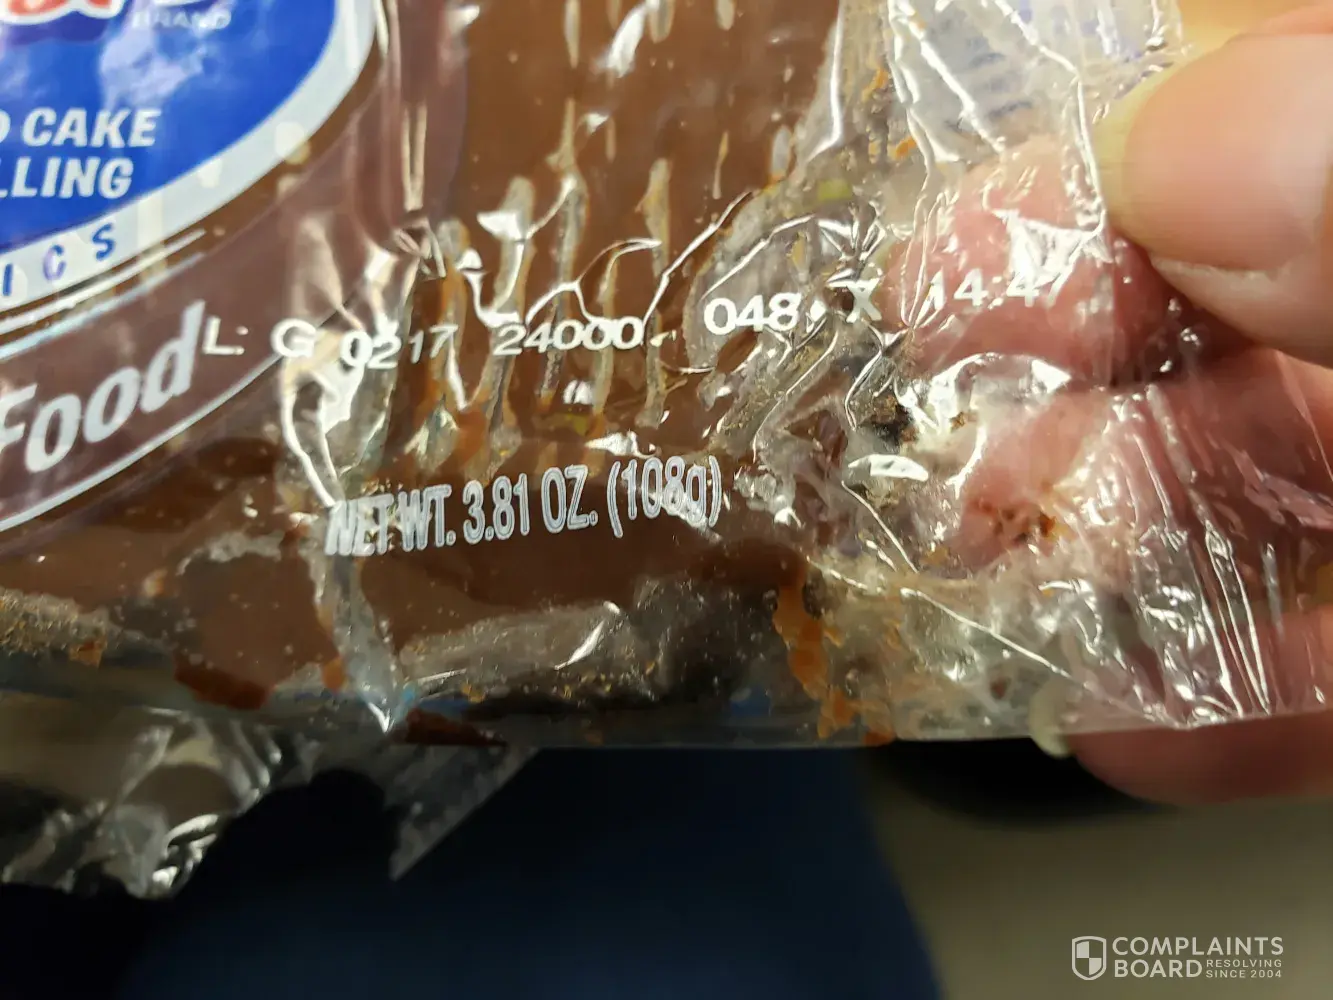 BRAND
CAKE
LLING
ICS
Food
L G 0217 24000 048 X 14:47
NET WT. 3.81 OZ. (108g)
COMPLAINTS
BOARD RESOLVING
SINCE 2004